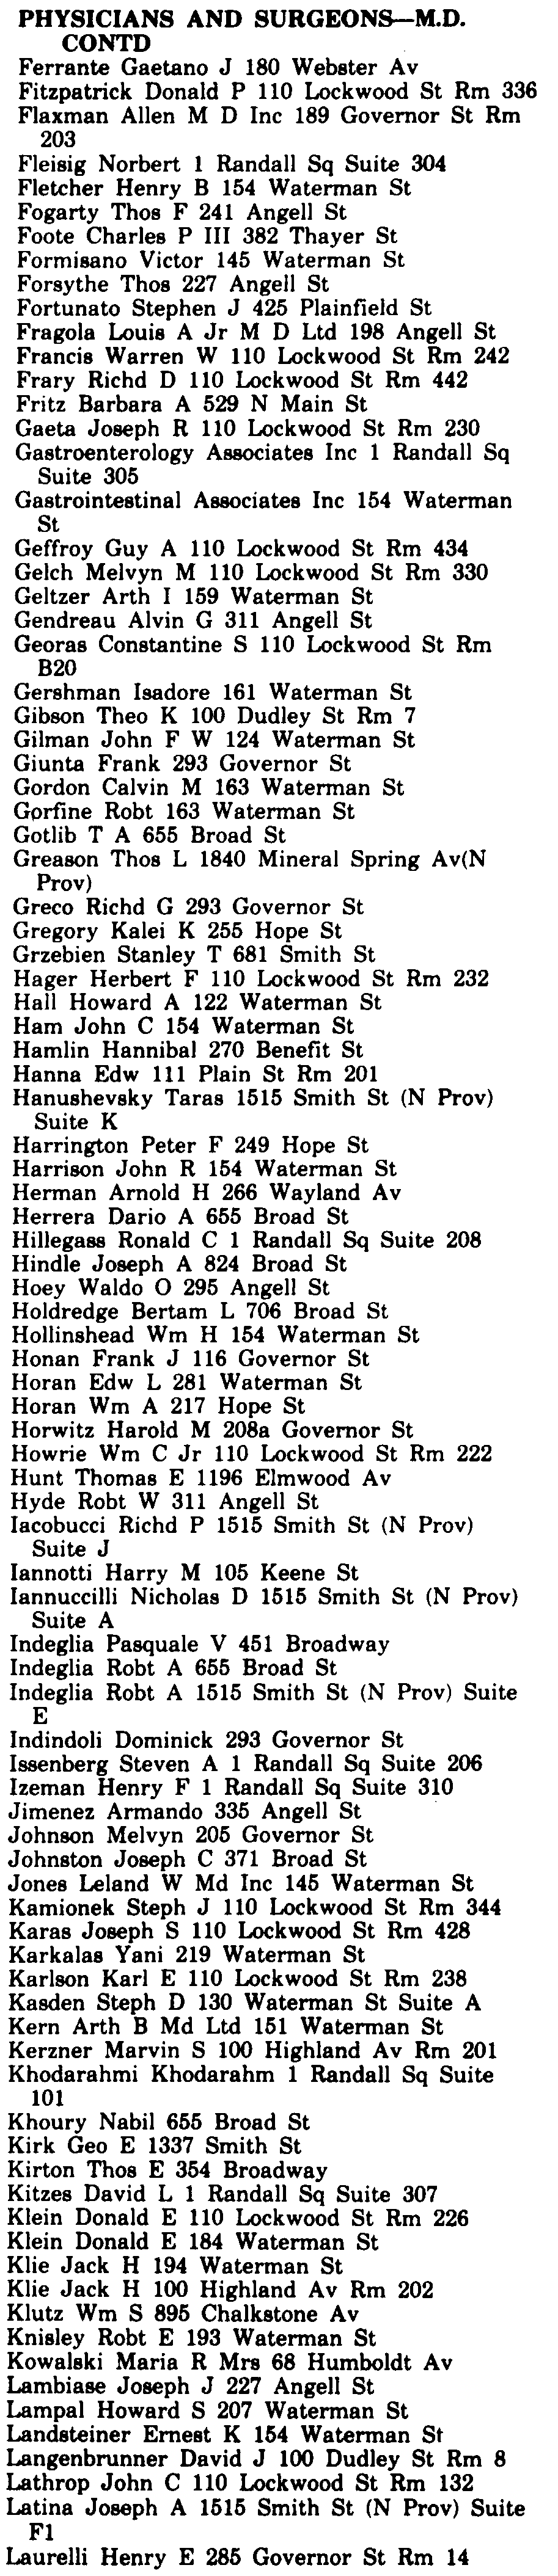 PHYSICIANS AND SURGEONS—M.D.
CONTD
Ferrante Gaetano J 180 Webster Av
Fitzpatrick Donald P 110 Lockwood St Rm 336
Flaxman Allen M D Inc 189 Governor St Rm
203
Fleisig Norbert 1 Randall Sq Suite 304
Fletcher Henry B 154 Waterman St
Fogarty Thos F 241 Angell St
Foote Charles P III 382 Thayer St
Formisano Victor 145 Waterman St
Forsythe Thos 227 Angell St
Fortunato Stephen J 425 Plainfield St
Fragola Louis A Jr M D Ltd 198 Angell St
Francis Warren W 110 Lockwood St Rm 242
Frary Richd D 110 Lockwood St Rm 442
Fritz Barbara A 529 N Main St
Gaeta Joseph R 110 Lockwood St Rm 230
Gastroenterology Associates Inc 1 Randall Sq
Suite 305
Gastrointestinal Associates Inc 154 Waterman
St
Geffroy Guy A 110 Lockwood St Rm 434
Gelch Melvyn M 110 Lockwood St Rm 330
Geltzer Arth I 159 Waterman St
Gendreau Alvin G 311 Angell St
Georas Constantine S 110 Lockwood St Rm
B20
Gershman Isadore 161 Waterman St
Gibson Theo K 100 Dudley St Rm 7
Gilman John F W 124 Waterman St
Giunta Frank 293 Governor St
Gordon Calvin M 163 Waterman St
Gorfine Robt 163 Waterman St
Gotlib T A 655 Broad St
Greason Thos L 1840 Mineral Spring Av(N
Prov)
Greco Richd G 293 Governor St
Gregory Kalei K 255 Hope St
Grzebien Stanley T 681 Smith St
Hager Herbert F 110 Lockwood St Rm 232
Hall Howard A 122 Waterman St
Ham John C 154 Waterman St
Hamlin Hannibal 270 Benefit St
Hanna Edw 111 Plain St Rm 201
Hanushevsky Taras 1515 Smith St (N Prov)
Suite K
Harrington Peter F 249 Hope St
Harrison John R 154 Waterman St
Herman Arnold H 266 Wayland Av
Herrera Dario A 655 Broad St
Hillegass Ronald C 1 Randall Sq Suite 208
Hindle Joseph A 824 Broad St
Hoey Waldo O 295 Angell St
Holdredge Bertam L 706 Broad St
Hollinshead Wm H 154 Waterman St
Honan Frank J 116 Governor St
Horan Edw L 281 Waterman St
Horan Wm A 217 Hope St
Horwitz Harold M 208a Governor St
Howrie Wm C Jr 110 Lockwood St Rm 222
Hunt Thomas E 1196 Elmwood Av
Hyde Robt W 311 Angell St
Iacobucci Richd P 1515 Smith St (N Prov)
Suite J
Iannotti Harry M 105 Keene St
Iannuccilli Nicholas D 1515 Smith St (N Prov)
Suite A
Indeglia Pasquale V 451 Broadway
Indeglia Robt A 655 Broad St
Indeglia Robt A 1515 Smith St (N Prov) Suite
E
Indindoli Dominick 293 Governor St
Issenberg Steven A 1 Randall Sq Suite 206
Izeman Henry F 1 Randall Sq Suite 310
Jimenez Armando 335 Angell St
Johnson Melvyn 205 Governor St
Johnston Joseph C 371 Broad St
Jones Leland W Md Inc 145 Waterman St
Kamionek Steph J 110 Lockwood St Rm 344
Karas Joseph S 110 Lockwood St Rm 428
Karkalas Yani 219 Waterman St
Karlson Karl E 110 Lockwood St Rm 238
Kasden Steph D 130 Waterman St Suite A
Kern Arth B Md Ltd 151 Waterman St
Kerzner Marvin S 100 Highland Av Rm 201
Khodarahmi Khodarahm 1 Randall Sq Suite
101
Khoury Nabil 655 Broad St
Kirk Geo E 1337 Smith St
Kirton Thos E 354 Broadway
Kitzes David L 1 Randall Sq Suite 307
Klein Donald E 110 Lockwood St Rm 226
Klein Donald E 184 Waterman St
Klie Jack H 194 Waterman St
Klie Jack H 100 Highland Av Rm 202
Klutz Wm S 895 Chalkstone Av
Knisley Robt E 193 Waterman St
Kowalski Maria R Mrs 68 Humboldt Av
Lambiase Joseph J 227 Angell St
Lampal Howard S 207 Waterman St
Landsteiner Ernest K 154 Waterman St
Langenbrunner David J 100 Dudley St Rm 8
Lathrop John C 110 Lockwood St Rm 132
Latina Joseph A 1515 Smith St (N Prov) Suite
F1
Laurelli Henry E 285 Governor St Rm 14